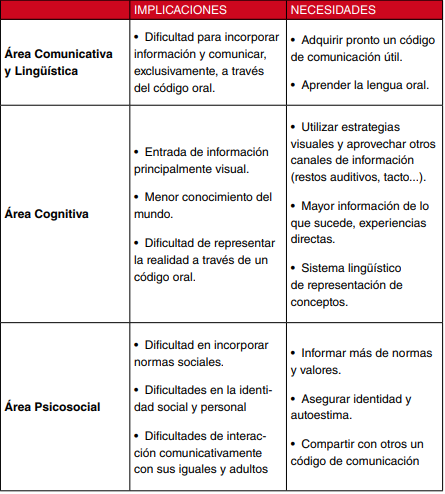 IMPLICACIONES
NECESIDADES
Área Comunicativa
y Lingüística
• Dificultad para incorporar
información y comunicar,
exclusivamente, a través
del código oral.
• Adquirir pronto un código
de comunicación útil.
• Aprender la lengua oral.
Área Cognitiva
• Entrada de información
principalmente visual.
• Menor conocimiento del
mundo.
• Dificultad de representar
la realidad a través de un
código oral.
• Utilizar estrategias
visuales y aprovechar otros
canales de información
(restos auditivos, tacto...).
• Mayor información de lo
que sucede, experiencias
directas.
• Sistema lingüístico
de representación de
conceptos.
Área Psicosocial
• Dificultad en incorporar
normas sociales.
• Dificultades en la identi-
dad social y personal
• Dificultades de interac-
ción comunicativamente
con sus iguales y adultos
• Informar más de normas
y valores.
• Asegurar identidad y
autoestima.
• Compartir con otros un
código de comunicación